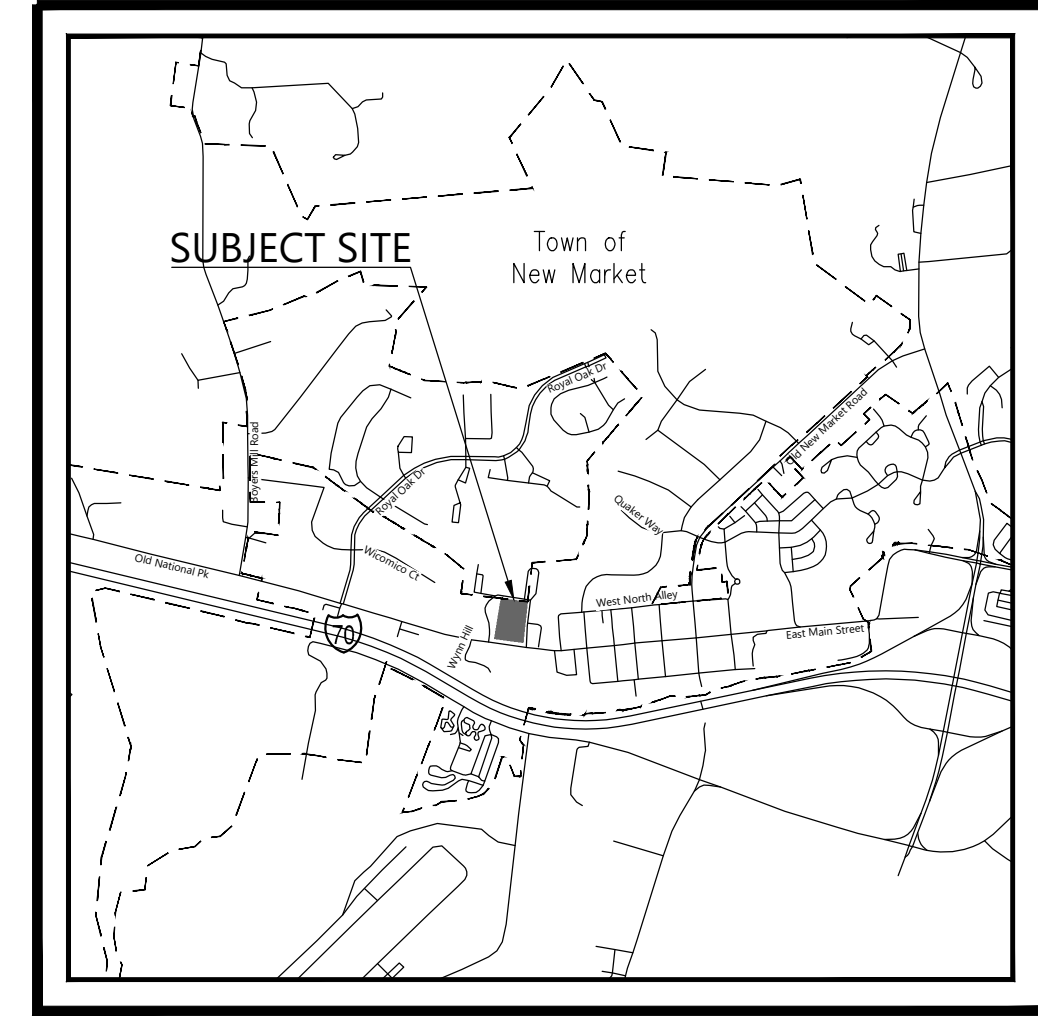 SUBJECT SITE
Town of
New Market
Royal Oak Dr
Old New Market Road
Boyers Mill Road
Royal Oak Dr
Quaker Way
Wicomico Ct
Old National Pk
West North Alley
70
Wynn Hill
East Main Street